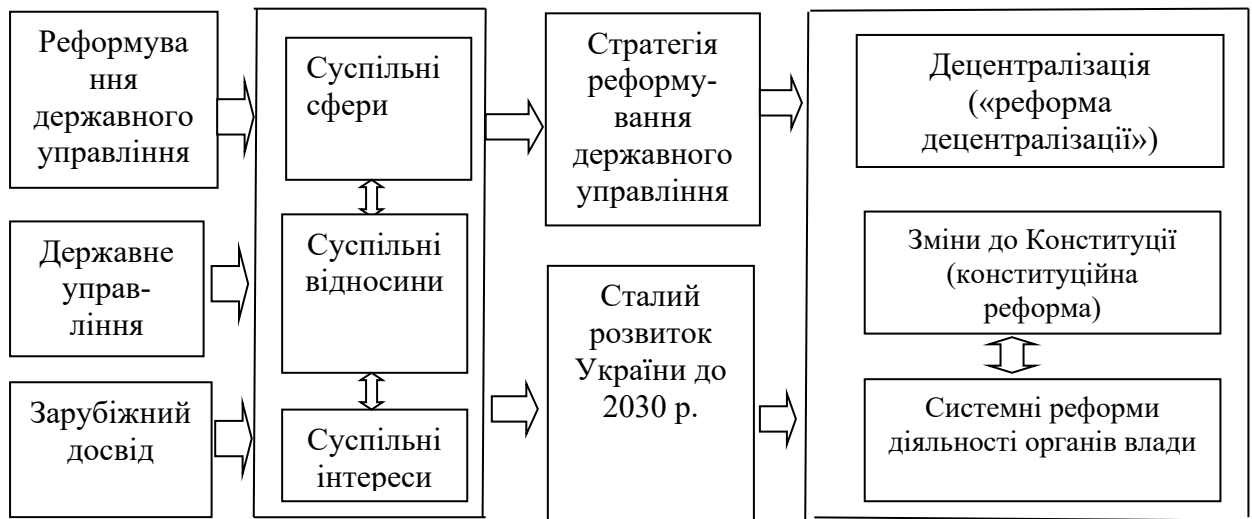 Реформува
ння
державного
управління
Державне
управ-
ління
Зарубіжний
досвід
Суспільні
сфери
Суспільні
відносини
Суспільні
інтереси
Стратегія
реформу-
вання
державного
управління
Сталий
розвиток
України до
2030 р.
Децентралізація
(«реформа
децентралізації»)
Зміни до Конституції
(конституційна
реформа)
Системні реформи
діяльності органів влади